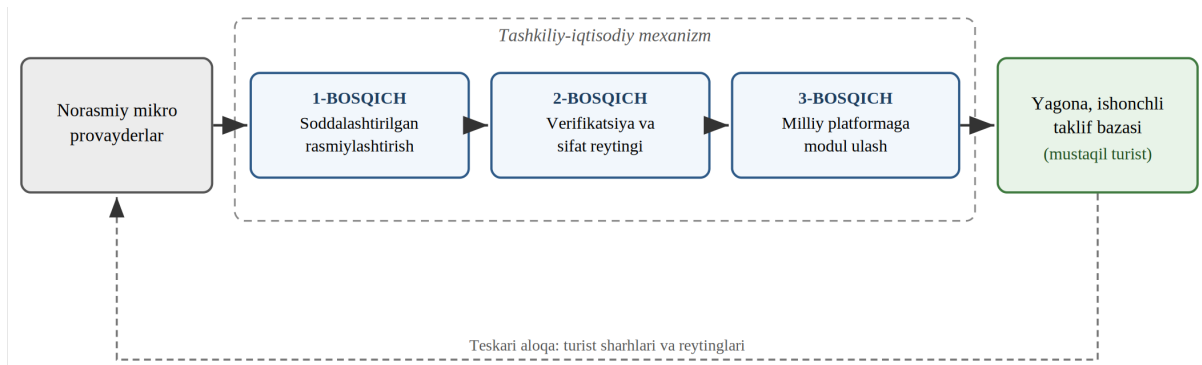 Tashkiliy-iqtisodiy mexanizm
Norasmiy mikro
provayderlar
1-BOSQICH
Soddalashtirilgan
rasmiylashtirish
2-BOSQICH
Verifikatsiya va
sifat reytingi
3-BOSQICH
Milliy platformaga
modul ulash
Yagona, ishonchli
taklif bazasi
(mustaqil turist)
Teskari aloqa: turist sharhlari va reytinglari